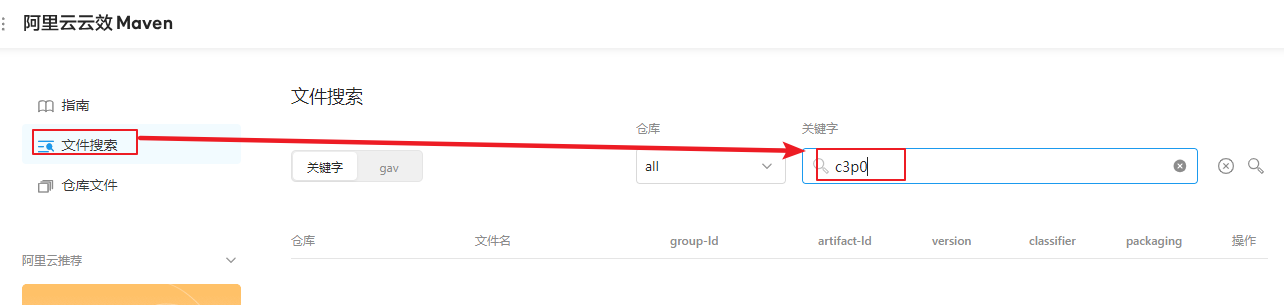 阿里云云效 Maven
指南
文件搜索
仓库文件
阿里云推荐
文件搜索
仓库 关键字
关键字 gav all c3p0
仓库 文件名 group-Id artifact-Id version classifier packaging 操作